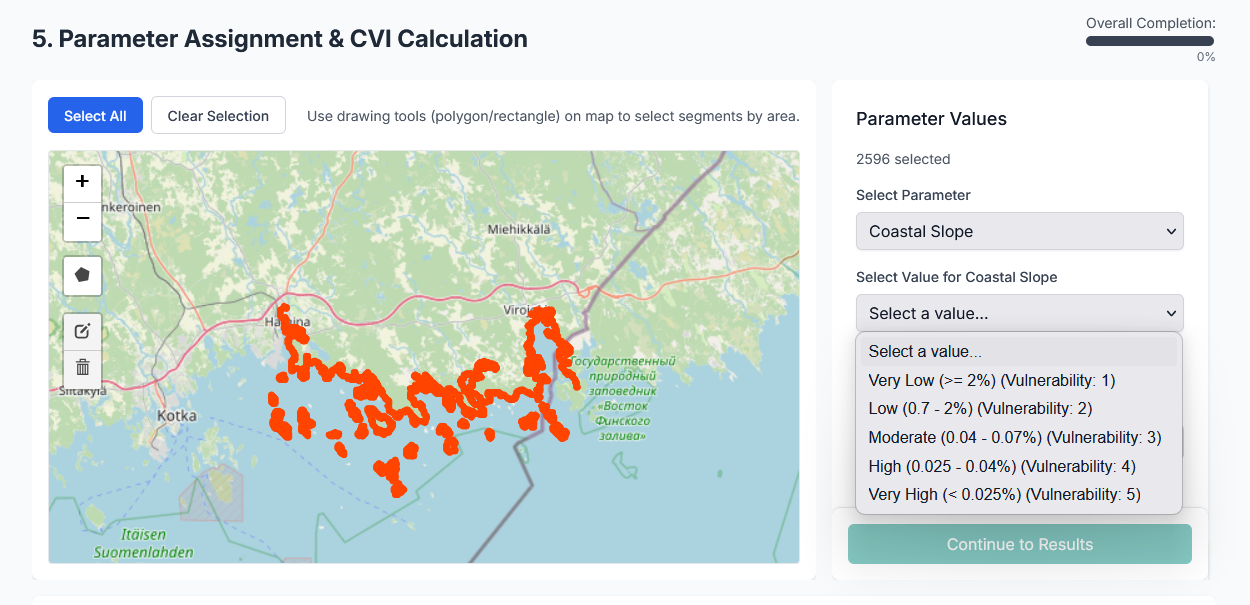 5. Parameter Assignment & CVI Calculation
Overall Completion:
0%
Select All
Clear Selection
Use drawing tools (polygon/rectangle) on map to select segments by area.
+
−
nkeroinen
Miehikkälä
Viroj
Ha ina
Siltakylä
Kotka
Государственный
природный
заповедник
«Восток
Финского
залива»
Itäisen
Suomenlahden
Parameter Values
2596 selected
Select Parameter
Coastal Slope
Select Value for Coastal Slope
Select a value...
Select a value...
Very Low (>= 2%) (Vulnerability: 1)
Low (0.7 - 2%) (Vulnerability: 2)
Moderate (0.04 - 0.07%) (Vulnerability: 3)
High (0.025 - 0.04%) (Vulnerability: 4)
Very High (< 0.025%) (Vulnerability: 5)
Continue to Results